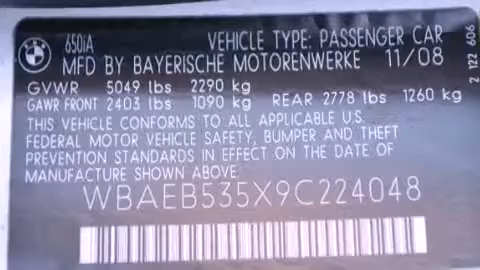 BMW
650iA VEHICLE TYPE: PASSENGER CAR
MFD BY BAYERISCHE MOTORENWERKE 11/08
GVWR 5049 lbs 2290 kg
GAWR FRONT 2403 lbs 1090 kg REAR 2778 lbs 1260 kg
THIS VEHICLE CONFORMS TO ALL APPLICABLE U.S.
FEDERAL MOTOR VEHICLE SAFETY, BUMPER AND THEFT
PREVENTION STANDARDS IN EFFECT ON THE DATE OF
MANUFACTURE SHOWN ABOVE.
WBAEB535X9C224048
2 122 606